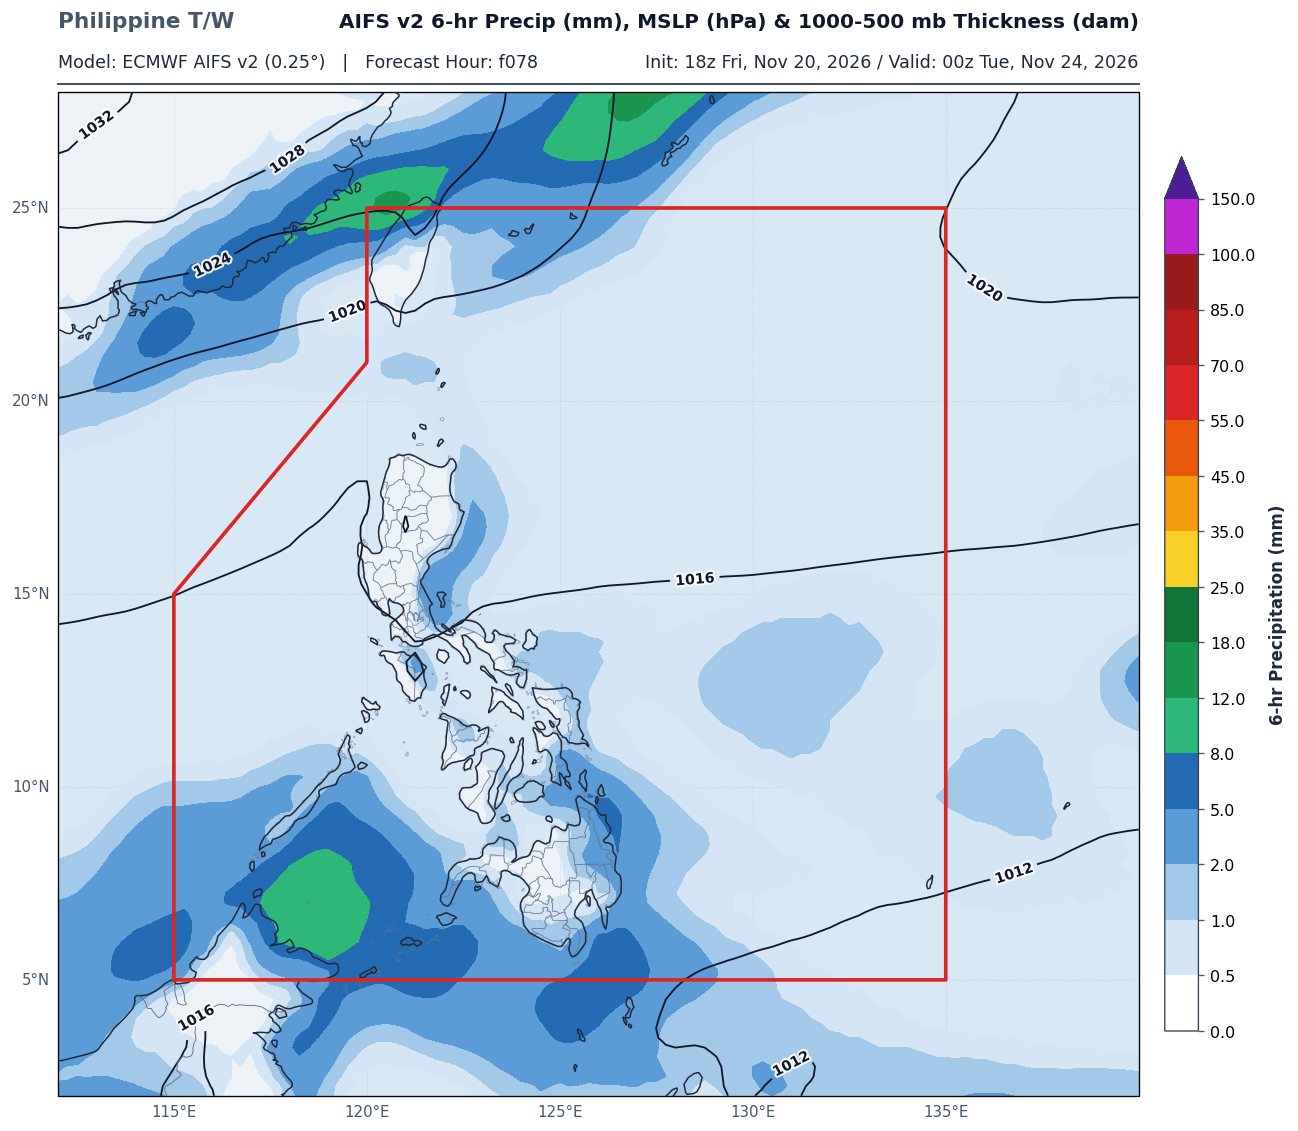 Philippine T/W
AIFS v2 6-hr Precip (mm), MSLP (hPa) & 1000-500 mb Thickness (dam)
Model: ECMWF AIFS v2 (0.25°) | Forecast Hour: f078
Init: 18z Fri, Nov 20, 2026 / Valid: 00z Tue, Nov 24, 2026
1032
1028
1024
1020
1020
1016
1012
1016
1012
25°N
20°N
15°N
10°N
5°N
115°E
120°E
125°E
130°E
135°E
150.0
100.0
85.0
70.0
55.0
45.0
35.0
25.0
18.0
12.0
8.0
5.0
2.0
1.0
0.5
0.0
6-hr Precipitation (mm)